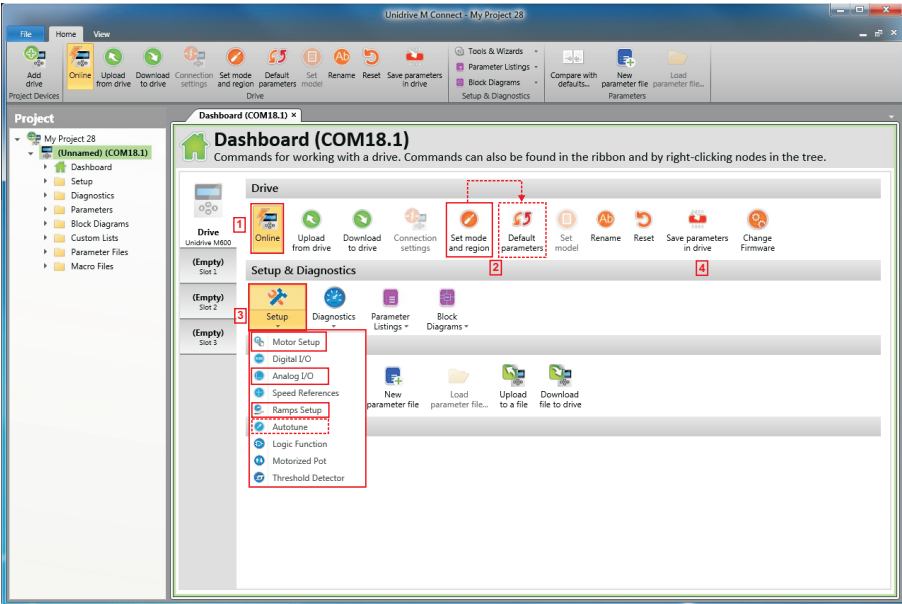 Unidrive M Connect - My Project 28
File Home View
Add drive
Online
Upload from drive
Download to drive
Connection settings
Set mode and region
Default parameters
Set model
Rename
Reset
Save parameters in drive
Tools & Wizards
Parameter Listings
Block Diagrams
Compare with defaults...
New parameter file
Load parameter file...
Project Devices
Drive
Setup & Diagnostics
Parameters
Project
My Project 28
(Unnamed) (COM18.1)
Dashboard
Setup
Diagnostics
Parameters
Block Diagrams
Custom Lists
Parameter Files
Macro Files
Dashboard (COM18.1) ×
Dashboard (COM18.1)
Commands for working with a drive. Commands can also be found in the ribbon and by right-clicking nodes in the tree.
Drive
Unidrive M600
(Empty)
Slot 1
(Empty)
Slot 2
(Empty)
Slot 3
Drive
1
Online
Upload from drive
Download to drive
Connection settings
Set mode and region
Default parameters
Set model
Rename
Reset
Save parameters in drive
Change Firmware
2
4
Setup & Diagnostics
3
Setup
Diagnostics
Parameter Listings
Block Diagrams
Motor Setup
Digital I/O
Analog I/O
Speed References
Ramps Setup
Autotune
Logic Function
Motorized Pot
Threshold Detector
New parameter file
Load parameter file...
Upload to a file
Download file to drive